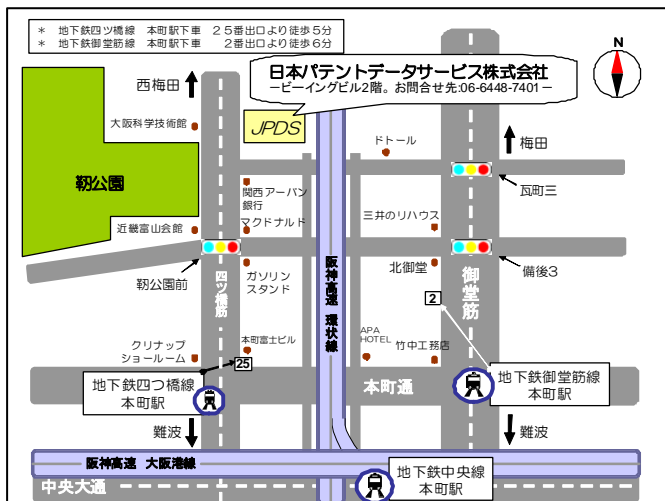 * 地下鉄四ツ橋線 本町駅下車 25番出口より徒歩5分
* 地下鉄御堂筋線 本町駅下車 2番出口より徒歩6分
N
日本パテントデータサービス株式会社
−ビーイングビル2階。お問合せ先:06-6448-7401−
西梅田
大阪科学技術館
JPDS
ドトール
梅田
靭公園
関西アーバン
銀行
瓦町三
近畿富山会館
マクドナルド
三井のリハウス
靭公園前
四ツ橋筋
ガソリン
スタンド
阪神高速 環状線
北御堂
御堂筋
備後3
2
クリナップ
ショールーム
本町富士ビル
25
APA
HOTEL
竹中工務店
地下鉄四つ橋線
本町駅
本町通
地下鉄御堂筋線
本町駅
難波
難波
阪神高速 大阪港線
中央大通
地下鉄中央線
本町駅